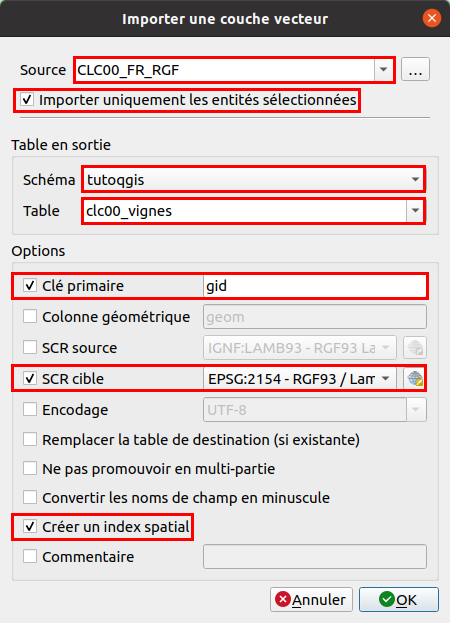 Importer une couche vecteur
Source CLC00_FR_RGF ...
Importer uniquement les entités sélectionnées
Table en sortie
Schéma tutoqgis
Table clc00_vignes
Options
Clé primaire gid
Colonne géométrique geom
SCR source IGNF:LAMB93 - RGF93 La
SCR cible EPSG:2154 - RGF93 / Lam
Encodage UTF-8
Remplacer la table de destination (si existante)
Ne pas promouvoir en multi-partie
Convertir les noms de champ en minuscule
Créer un index spatial
Commentaire
Annuler OK